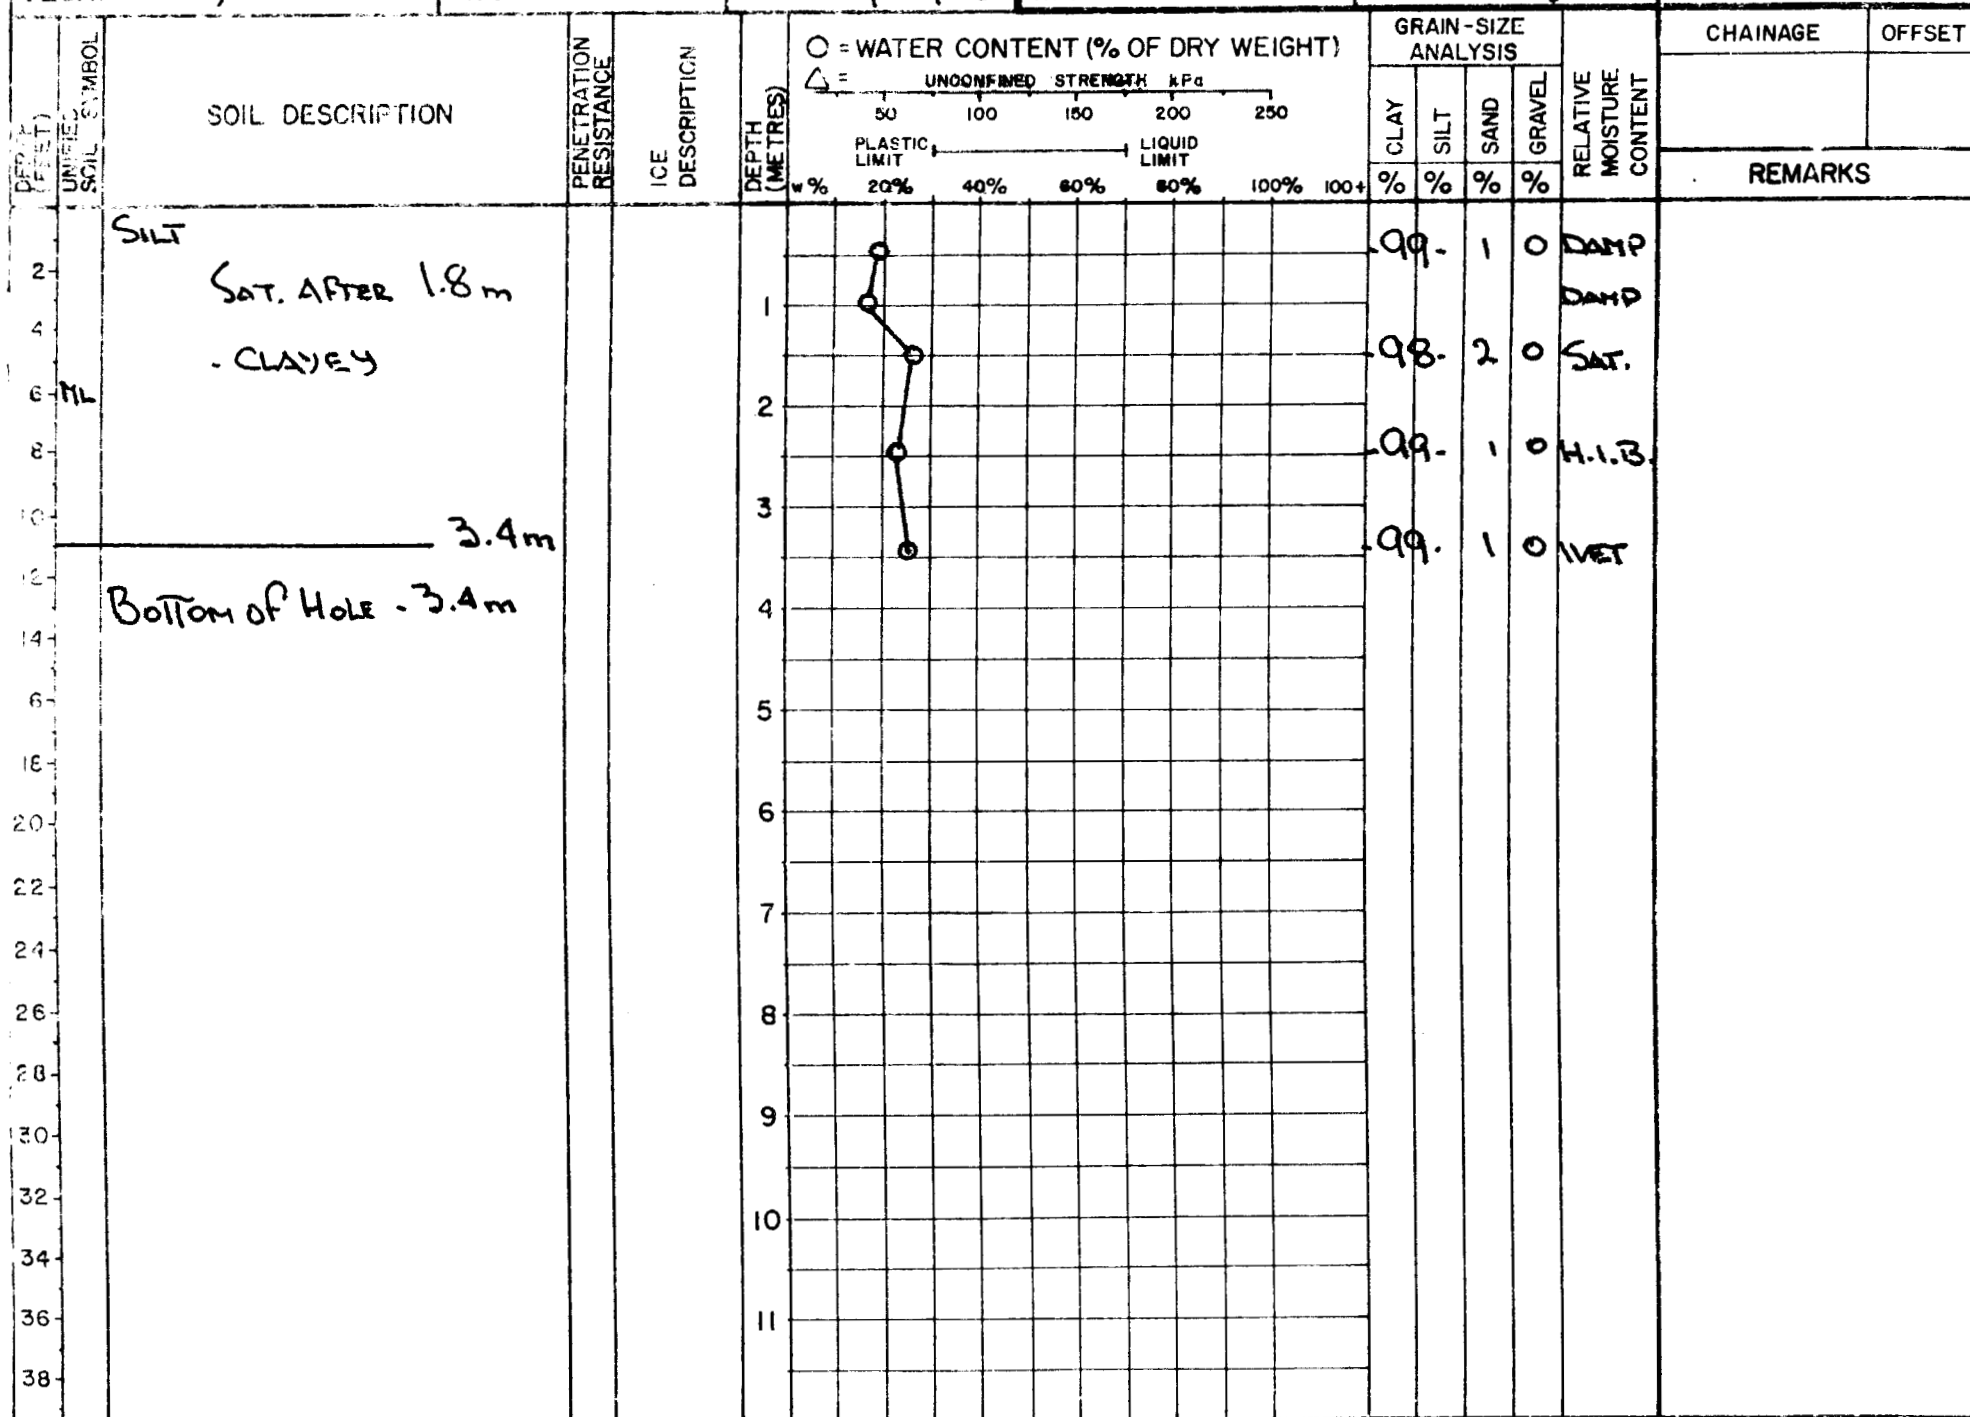 DEPTH (FEET)
UNIFIED SOIL SYMBOL
SOIL DESCRIPTION
PENETRATION RESISTANCE
ICE DESCRIPTION
DEPTH (METRES)
O = WATER CONTENT (% OF DRY WEIGHT)
△ = UNCONFINED STRENGTH kPa
50 100 150 200 250
PLASTIC LIMIT LIQUID LIMIT
w% 20% 40% 60% 80% 100% 100+
GRAIN-SIZE ANALYSIS
CLAY SILT SAND GRAVEL
% % % %
RELATIVE MOISTURE CONTENT
CHAINAGE OFFSET
REMARKS
SILT
-99- 1 0 DAMP
2
SAT. AFTER 1.8 m
1
DAMP
4
- CLAYEY
-98- 2 0 SAT.
6 ML
2
8
-99- 1 0 H.I.B.
10
3
3.4 m
-99- 1 0 WET
12
BOTTOM OF HOLE - 3.4 m
4
14
6
5
18
20
6
22
7
24
26
8
28
9
30
32
10
34
36
11
38